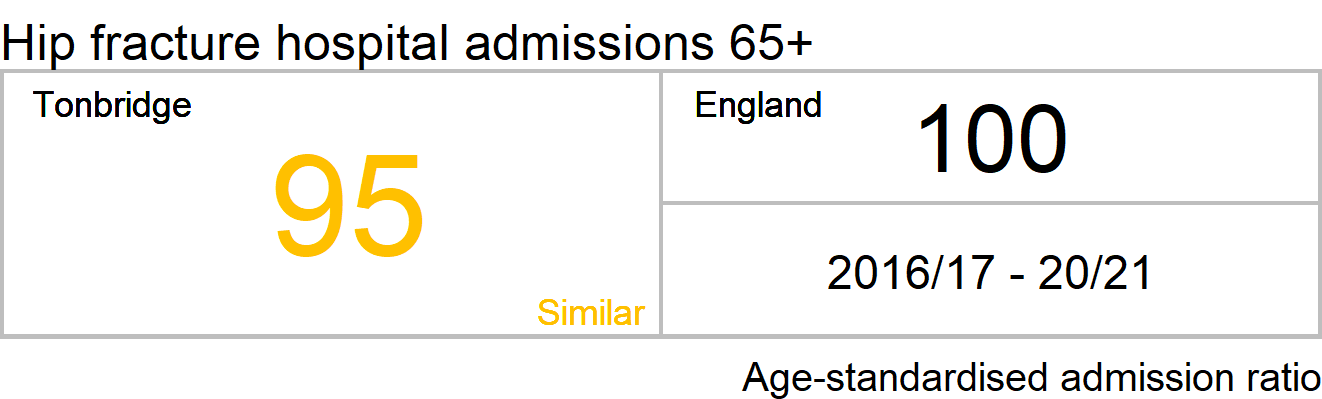 Hip fracture hospital admissions 65+
Tonbridge
95
Similar
England
100
2016/17 - 20/21
Age-standardised admission ratio